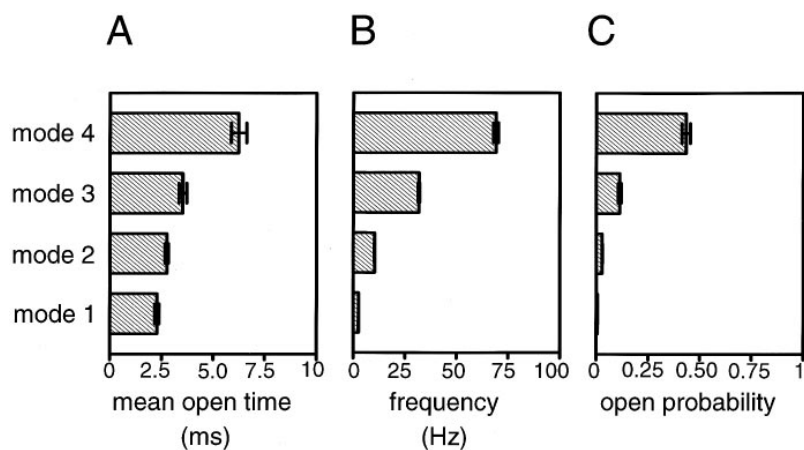 A B C
mode 4
mode 3
mode 2
mode 1
0 2.5 5.0 7.5 10 0 25 50 75 100 0 0.25 0.50 0.75 1
mean open time frequency open probability
(ms) (Hz)